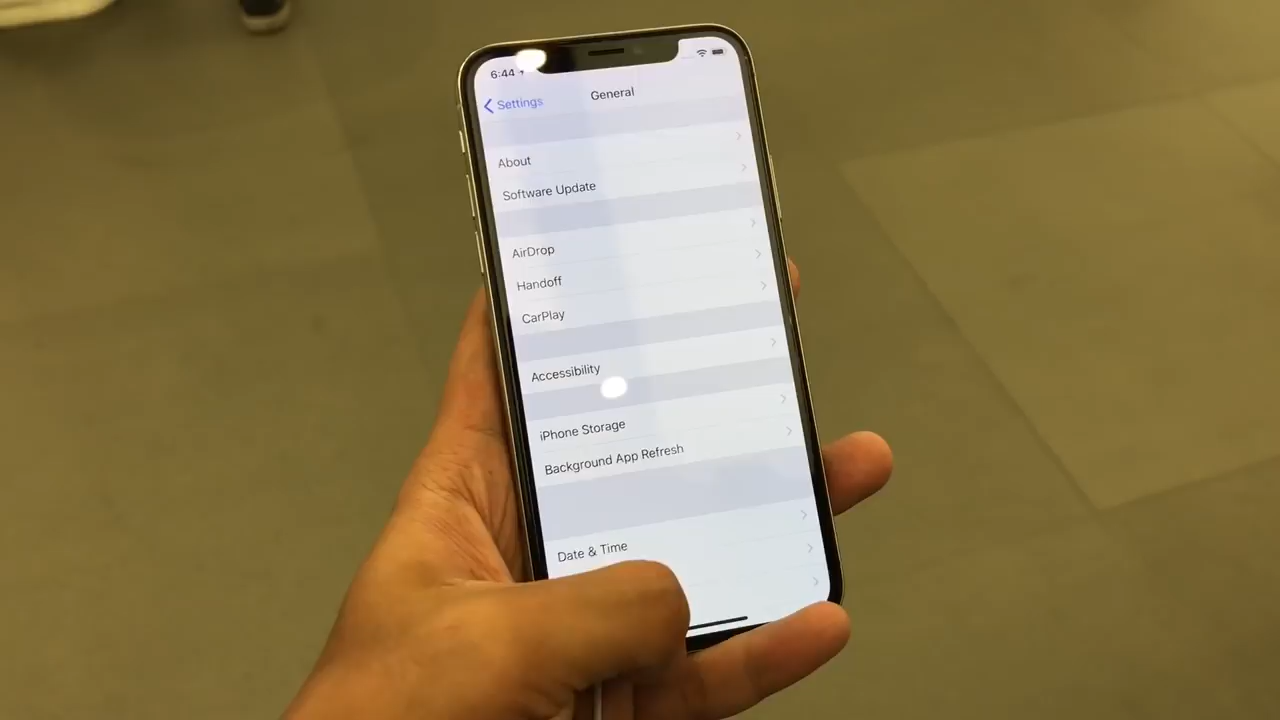 6:44
Settings
General
About
Software Update
AirDrop
Handoff
CarPlay
Accessibility
iPhone Storage
Background App Refresh
Date & Time